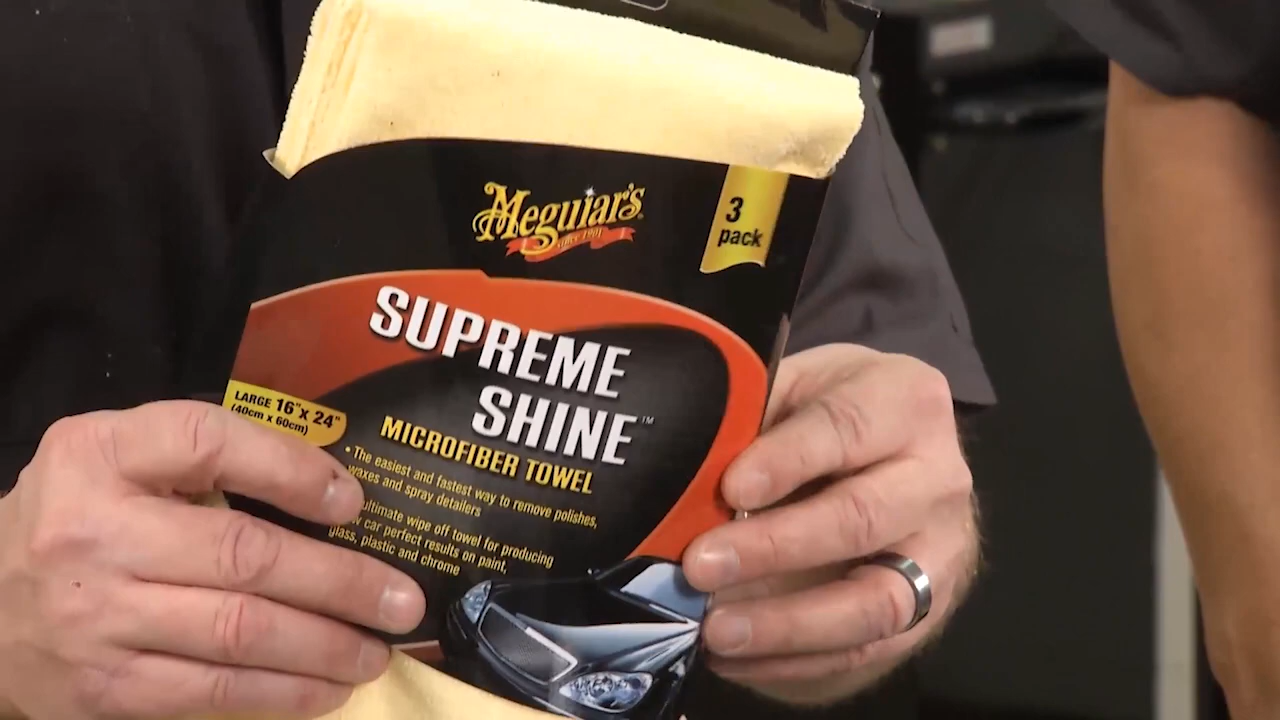 Meguiar's
since 1901
3
pack
SUPREME
SHINE™
LARGE 16" x 24"
(40cm x 60cm)
MICROFIBER TOWEL
• The easiest and fastest way to remove polishes,
waxes and spray detailers
ultimate wipe off towel for producing
car perfect results on paint,
glass, plastic and chrome